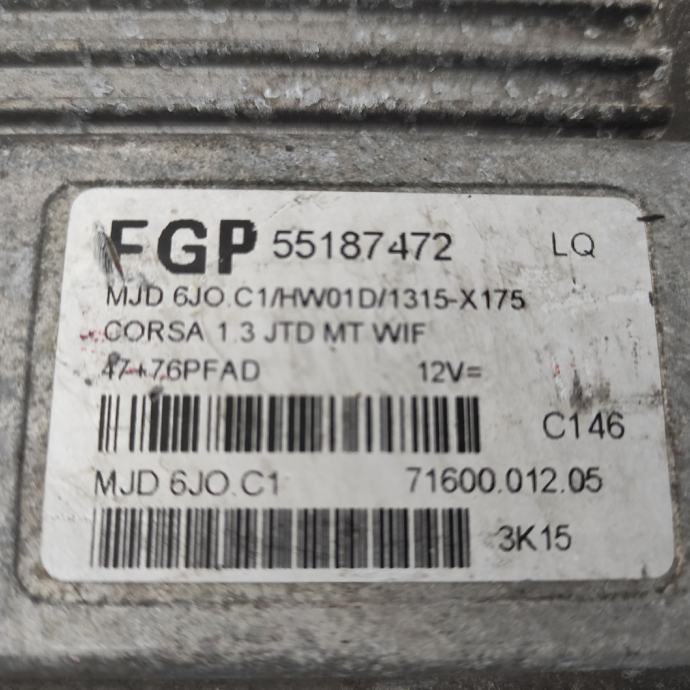 FGP 55187472 LQ
MJD 6JO.C1/HW01D/1315-X175
CORSA 1.3 JTD MT WIF
47+76PFAD 12V=
C146
MJD 6JO.C1 71600.012.05
3K15